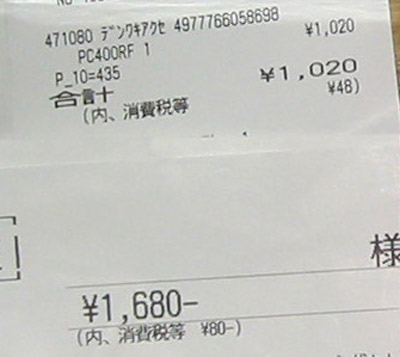 471080 デンワキアクセ 4977766058698 ¥1,020
PC400RF 1
P_10=435
合計 ¥1,020
(内、消費税等 ¥48)
様
¥1,680-
(内、消費税等 ¥80-)